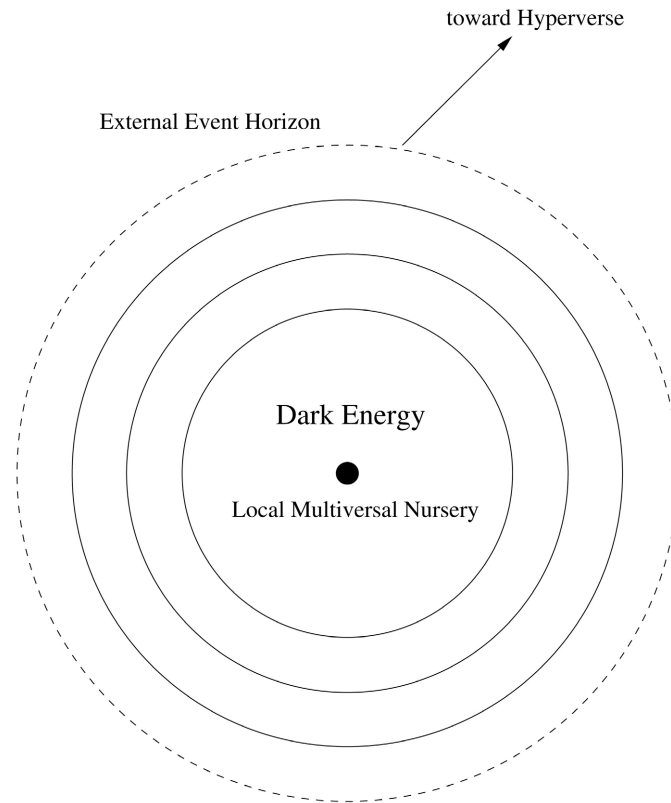 toward Hyperverse
External Event Horizon
Dark Energy
Local Multiversal Nursery